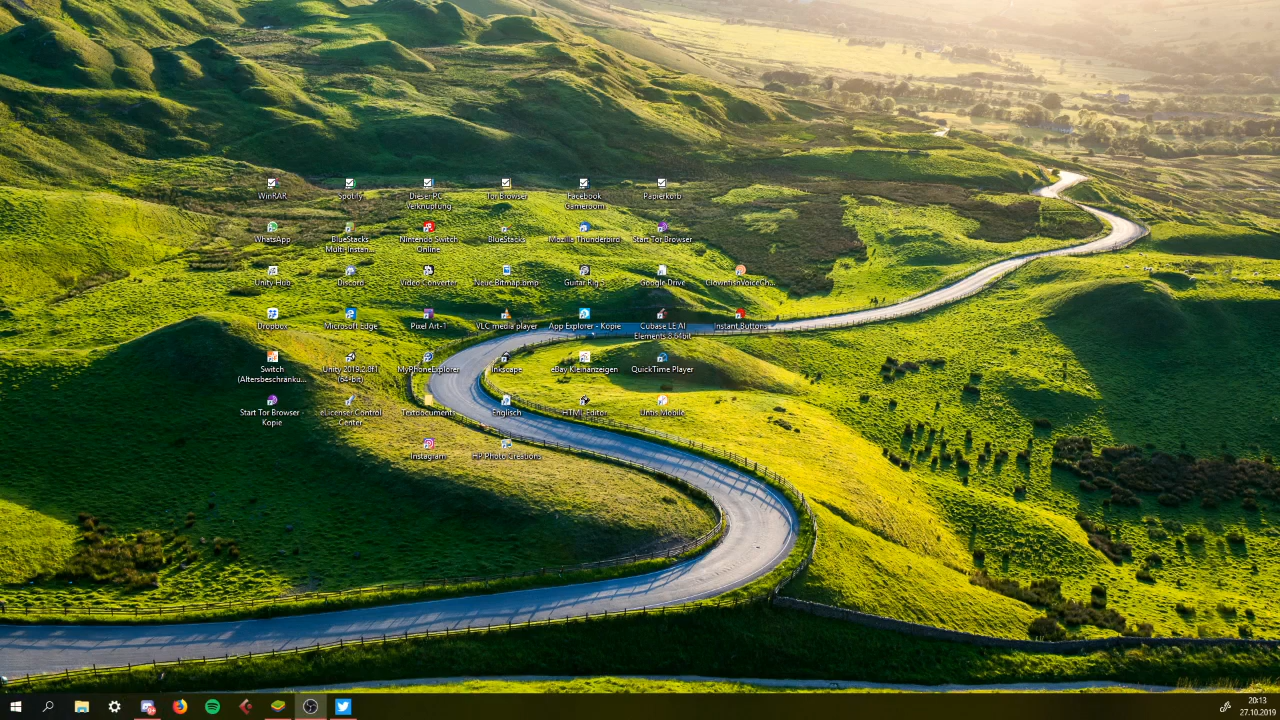 WinRAR
Spotify
Dieser PC -
Verknüpfung
Tor Browser
Facebook
Gameroom
Papierkorb
WhatsApp
BlueStacks
Multi-Instan...
Nintendo Switch
Online
BlueStacks
Mozilla Thunderbird
Start Tor Browser
Unity Hub
Discord
Video Converter
Neue Bitmap.bmp
Guitar Rig 5
Google Drive
ClownfishVoiceCh...
Dropbox
Microsoft Edge
Pixel Art-1
VLC media player
App Explorer - Kopie
Cubase LE AI
Elements 8 64bit
Instant Buttons
Switch
(Altersbeschränku...
Unity 2019.2.8f1
(64-bit)
MyPhoneExplorer
Inkscape
eBay Kleinanzeigen
QuickTime Player
Start Tor Browser -
Kopie
eLicenser Control
Center
Textdocuments
Englisch
HTML-Editor
Untis Mobile
Instagram
HP Photo Creations
20:13
27.10.2019